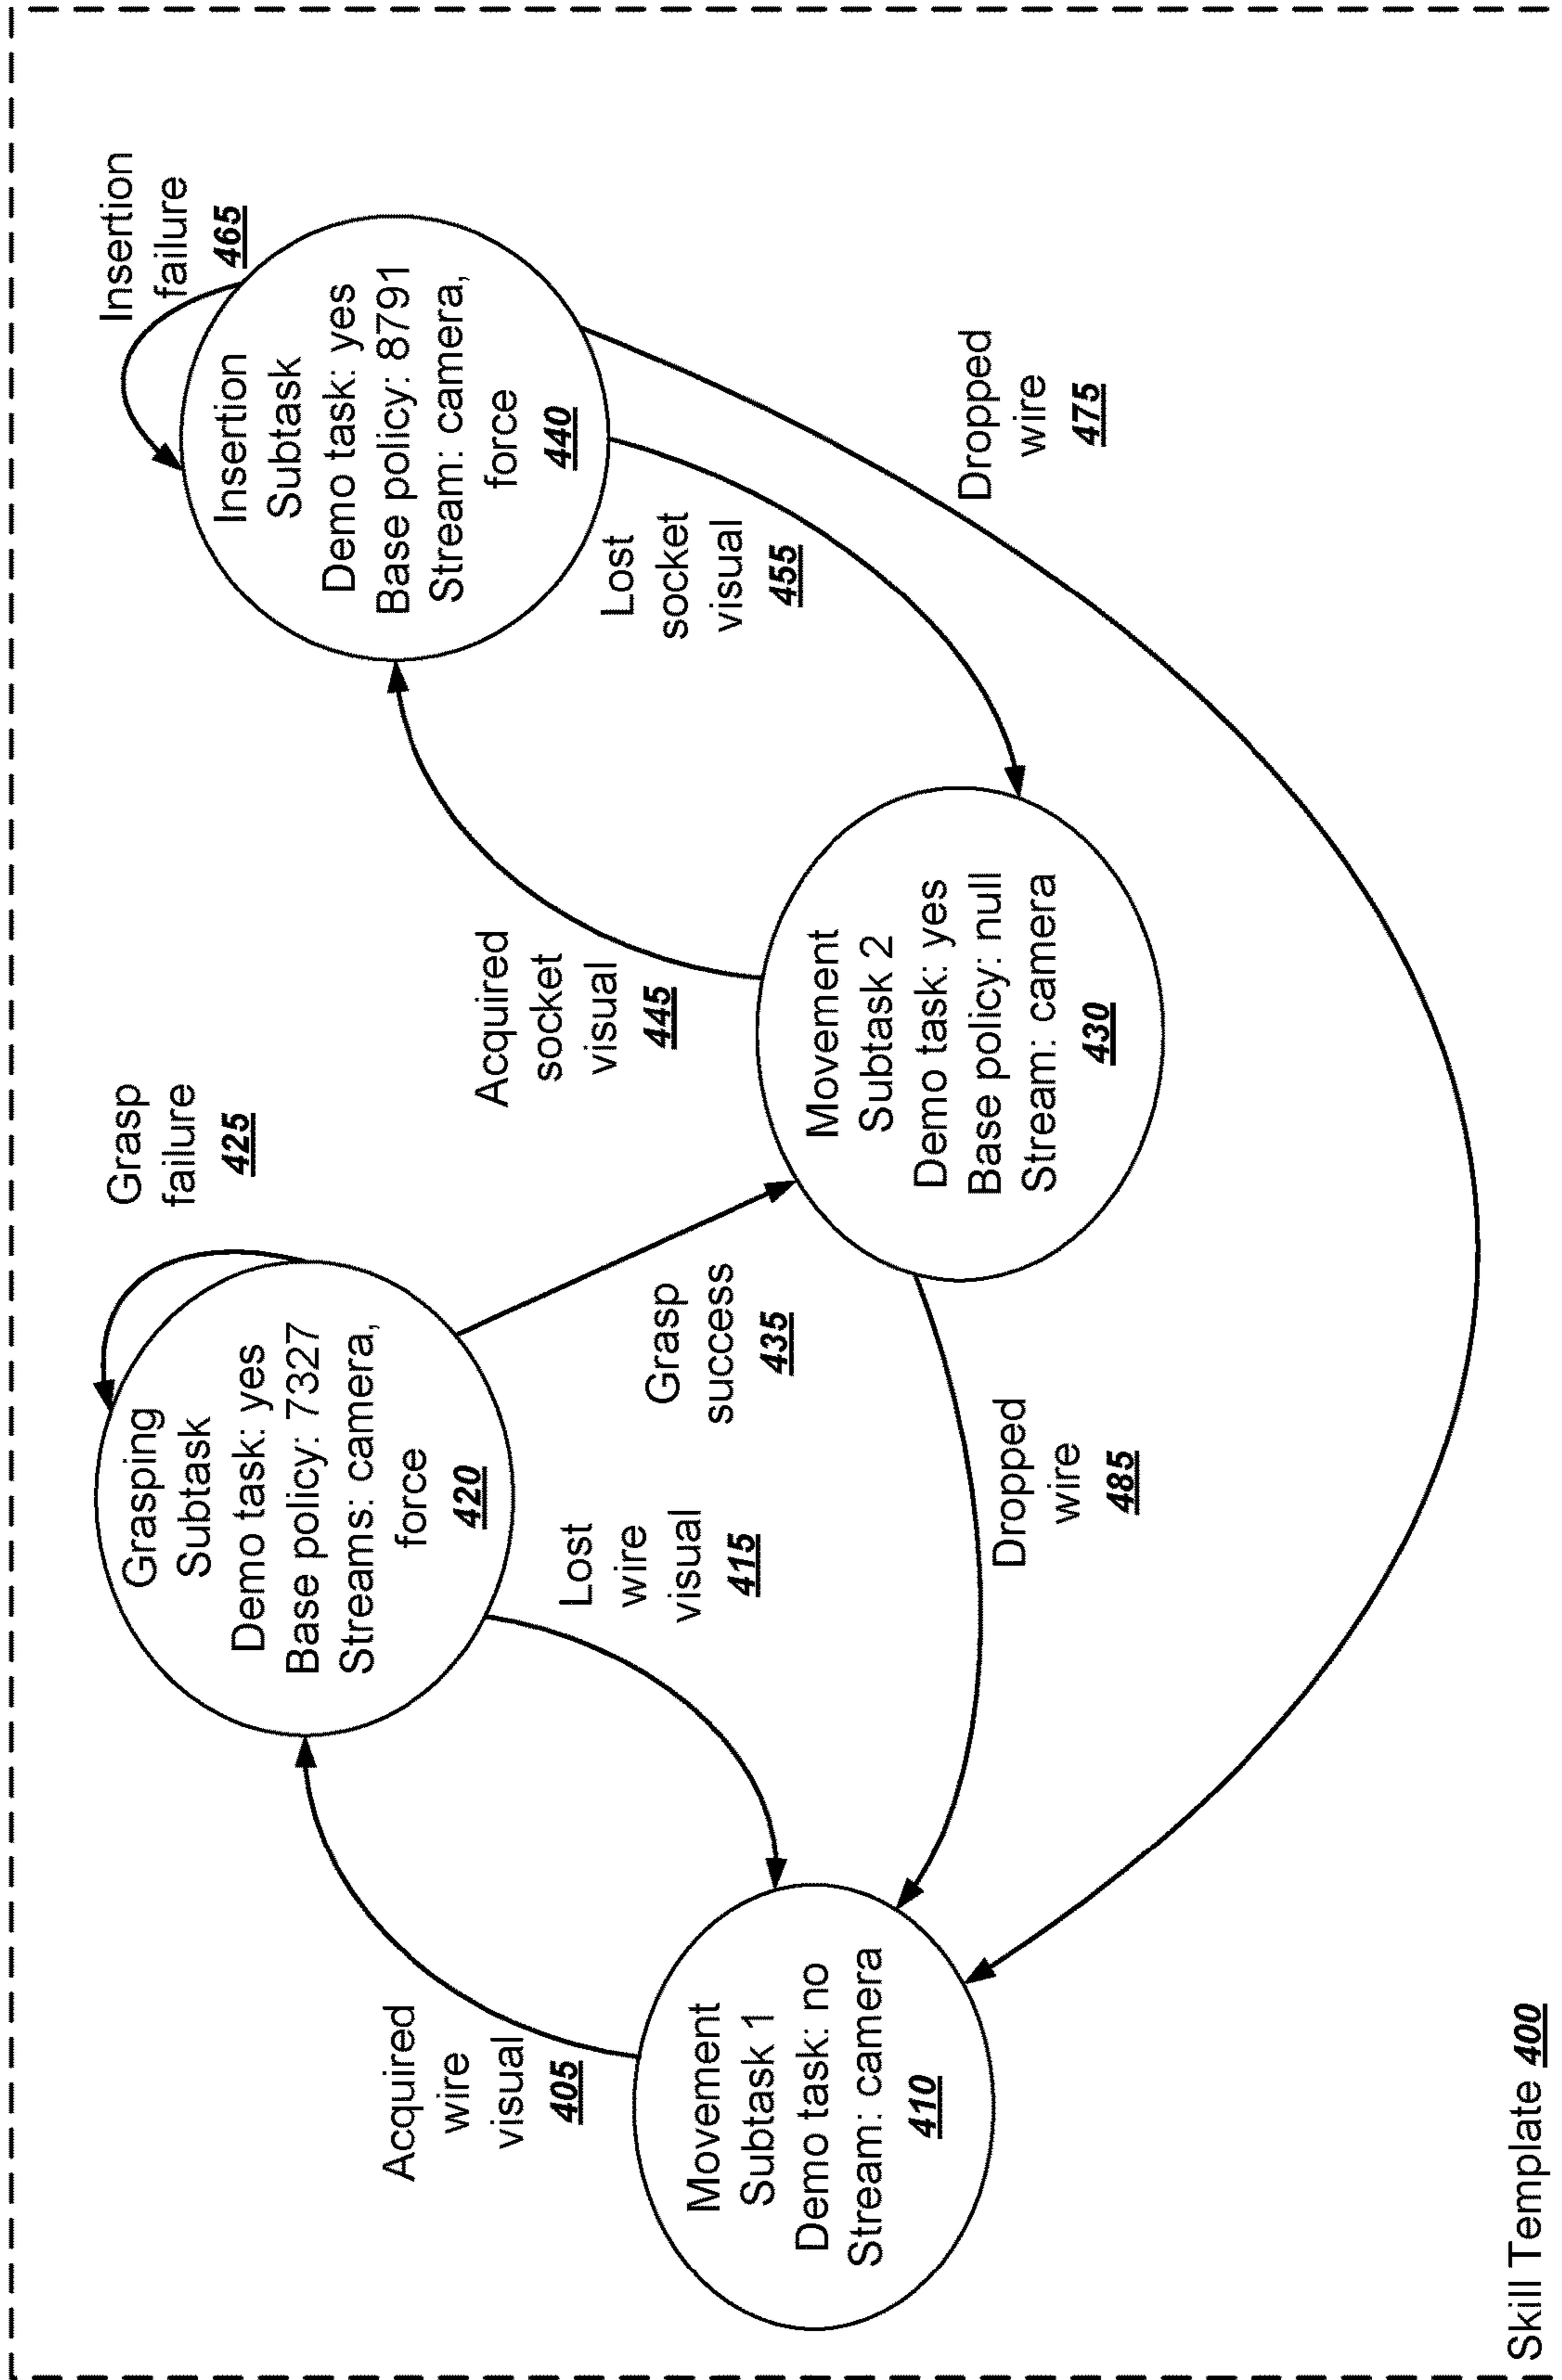 Grasping
Subtask
Demo task: yes
Base policy: 7327
Streams: camera,
force
420
Grasp
failure
425
Insertion
failure
465
Insertion
Subtask
Demo task: yes
Base policy: 8791
Stream: camera,
force
440
Acquired
wire
visual
405
Lost
wire
visual
415
Grasp
success
435
Acquired
socket
visual
445
Lost
socket
visual
455
Movement
Subtask 1
Demo task: no
Stream: camera
410
Movement
Subtask 2
Demo task: yes
Base policy: null
Stream: camera
430
Dropped
wire
485
Dropped
wire
475
Skill Template 400